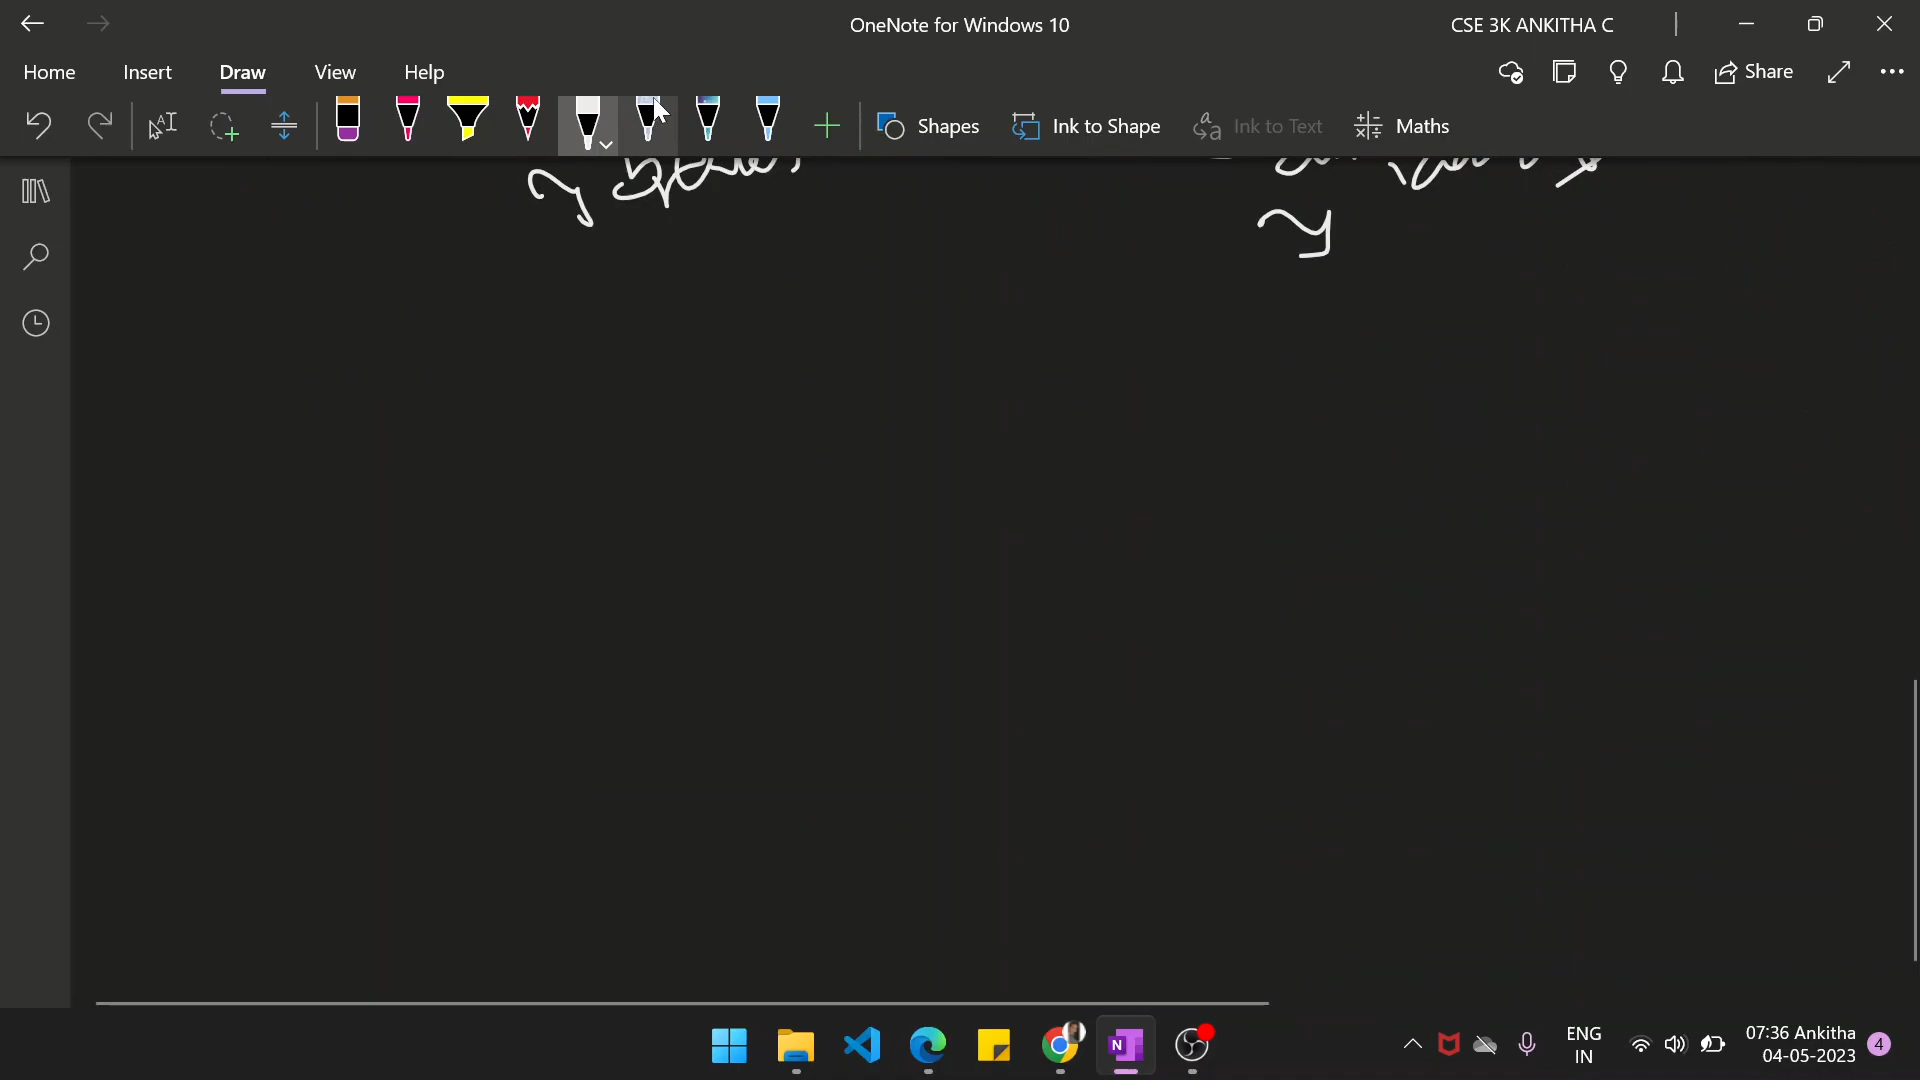 OneNote for Windows 10
CSE 3K ANKITHA C
Home Insert Draw View Help
Share
Shapes Ink to Shape Ink to Text Maths
ENG
IN
07:36 Ankitha
04-05-2023
4